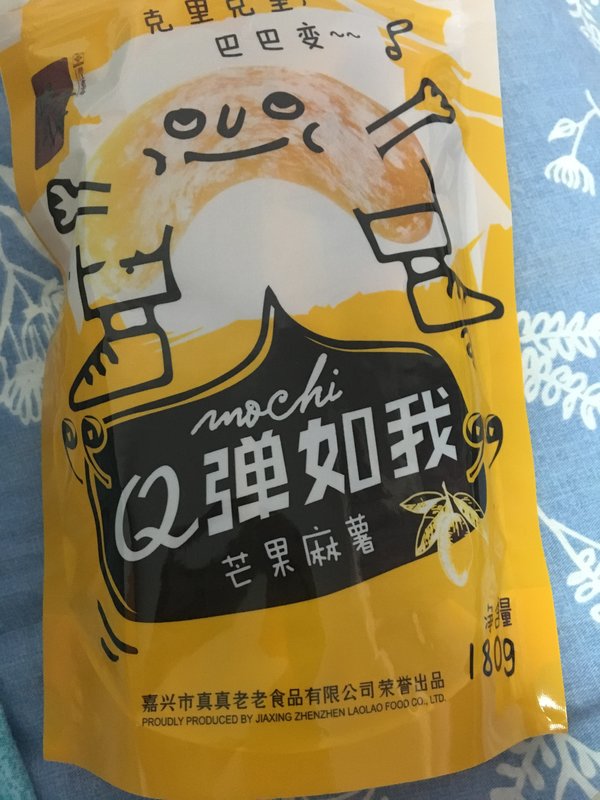 克里克里,
巴巴变~~
mochi
Q弹如我
芒果麻薯
净含量
180g
嘉兴市真真老老食品有限公司荣誉出品
PROUDLY PRODUCED BY JIAXING ZHENZHEN LAOLAO FOOD CO., LTD.